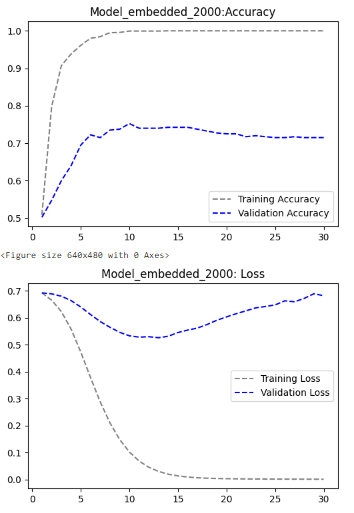 Model_embedded_2000:Accuracy
1.0
0.9
0.8
0.7
0.6
0.5
Training Accuracy
Validation Accuracy
0 5 10 15 20 25 30
<Figure size 640x480 with 0 Axes>
Model_embedded_2000: Loss
0.7
0.6
0.5
0.4
0.3
0.2
0.1
0.0
Training Loss
Validation Loss
0 5 10 15 20 25 30